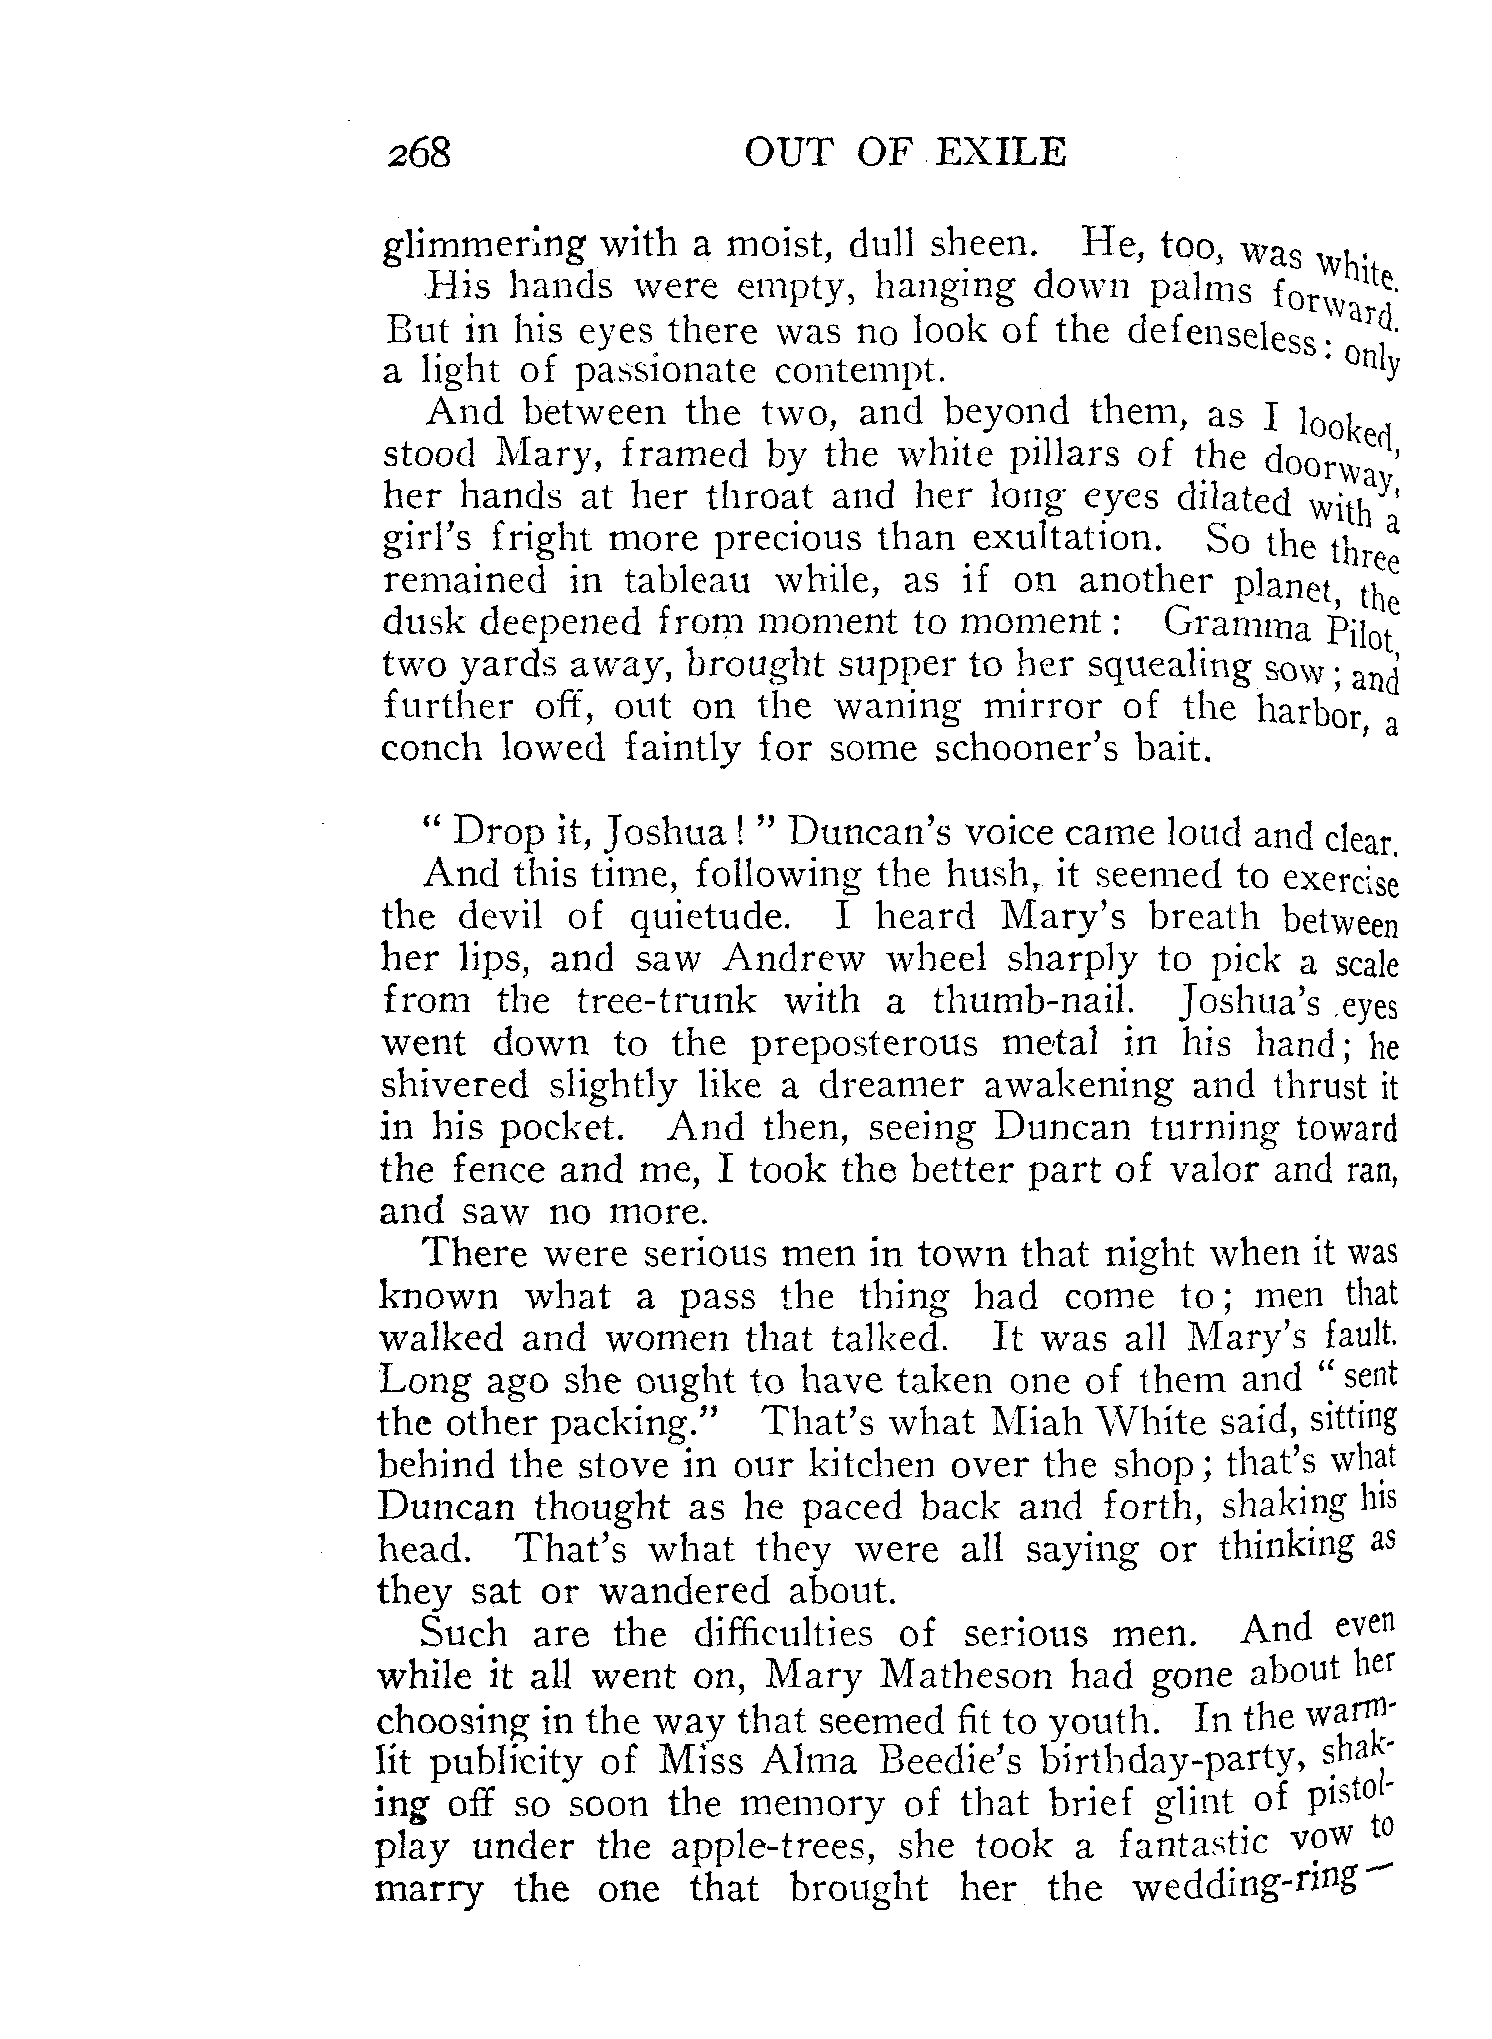 268 OUT OF EXILE
glimmering with a moist, dull sheen. He, too, was white.
His hands were empty, hanging down palms forward.
But in his eyes there was no look of the defenseless: only
a light of passionate contempt.
And between the two, and beyond them, as I looked,
stood Mary, framed by the white pillars of the doorway,
her hands at her throat and her long eyes dilated with a
girl's fright more precious than exultation. So the three
remained in tableau while, as if on another planet, the
dusk deepened from moment to moment: Gramma Pilot,
two yards away, brought supper to her squealing sow; and
further off, out on the waning mirror of the harbor, a
conch lowed faintly for some schooner's bait.
"Drop it, Joshua!" Duncan's voice came loud and clear.
And this time, following the hush, it seemed to exercise
the devil of quietude. I heard Mary's breath between
her lips, and saw Andrew wheel sharply to pick a scale
from the tree-trunk with a thumb-nail. Joshua's eyes
went down to the preposterous metal in his hand; he
shivered slightly like a dreamer awakening and thrust it
in his pocket. And then, seeing Duncan turning toward
the fence and me, I took the better part of valor and ran,
and saw no more.
There were serious men in town that night when it was
known what a pass the thing had come to; men that
walked and women that talked. It was all Mary's fault.
Long ago she ought to have taken one of them and "sent
the other packing." That's what Miah White said, sitting
behind the stove in our kitchen over the shop; that's what
Duncan thought as he paced back and forth, shaking his
head. That's what they were all saying or thinking as
they sat or wandered about.
Such are the difficulties of serious men. And even
while it all went on, Mary Matheson had gone about her
choosing in the way that seemed fit to youth. In the warm-
lit publicity of Miss Alma Beedie's birthday-party, shak-
ing off so soon the memory of that brief glint of pistol-
play under the apple-trees, she took a fantastic vow to
marry the one that brought her the wedding-ring—